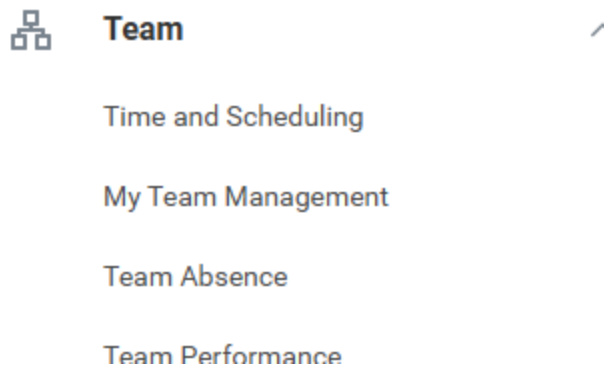 Team
Time and Scheduling
My Team Management
Team Absence
Team Performance